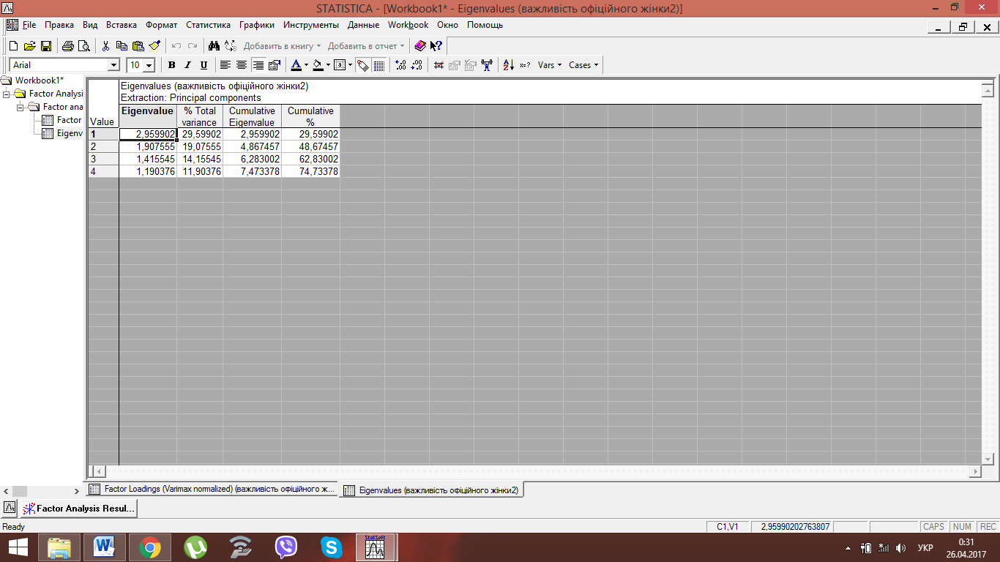 STATISTICA - [Workbook1* - Eigenvalues (важливість офіційного жінки2)]
File Правка Вид Вставка Формат Статистика Графики Инструменты Данные Workbook Окно Помощь
Добавить в книгу Добавить в отчет
Arial 10 B I U Vars Cases
Workbook1*
Factor Analysi
Factor ana
Factor
Eigenv
Eigenvalues (важливість офіційного жінки2)
Extraction: Principal components
Value Eigenvalue % Total variance Cumulative Eigenvalue Cumulative %
1 2,959902 29,59902 2,959902 29,59902
2 1,907555 19,07555 4,867457 48,67457
3 1,415545 14,15545 6,283002 62,83002
4 1,190376 11,90376 7,473378 74,73378
Factor Loadings (Varimax normalized) (важливість офіційного ж... Eigenvalues (важливість офіційного жінки2)
Factor Analysis Resul...
Ready C1,V1 2,95990202763807 CAPS NUM REC
StatSoft
УКР
0:31
26.04.2017